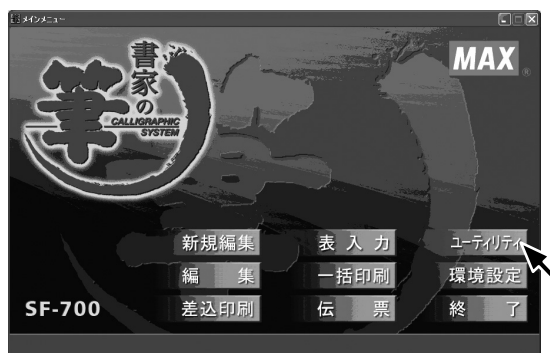 メインメニュー
書家の
筆
CALLIGRAPHIC
SYSTEM
MAX
®
新規編集 表入力 ユーティリティ
編集 一括印刷 環境設定
SF-700 差込印刷 伝票 終了